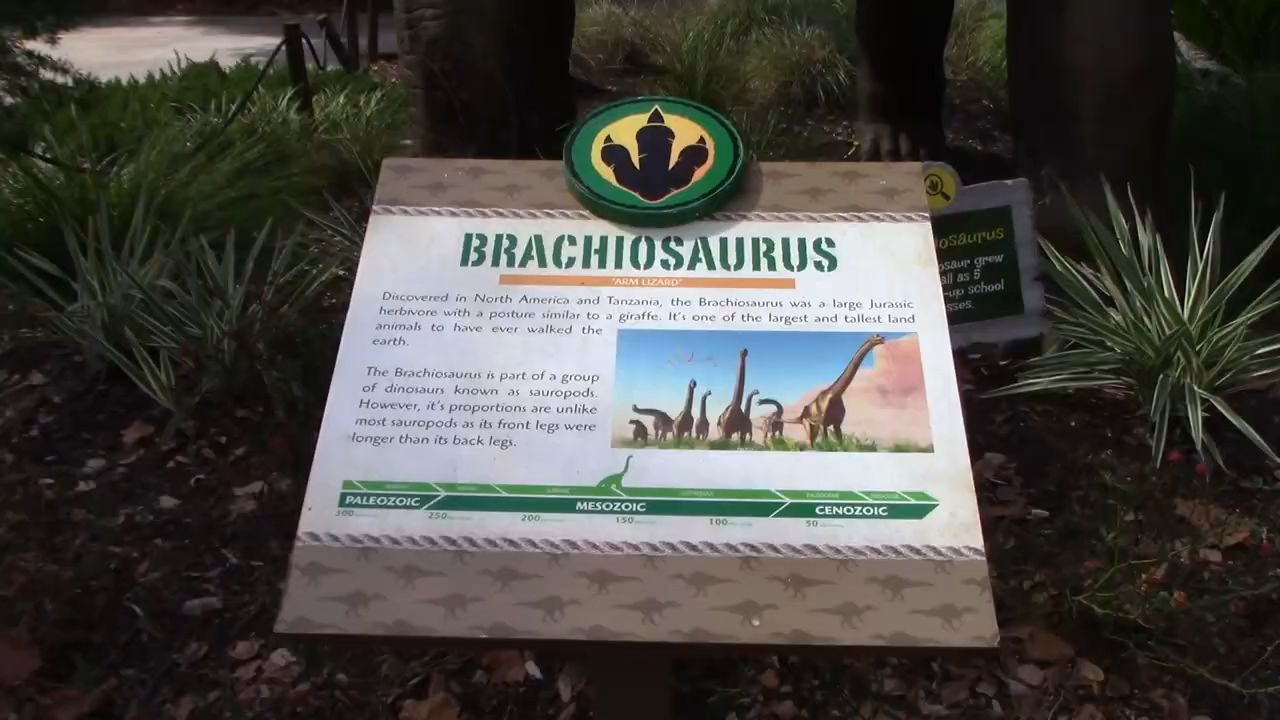 BRACHIOSAURUS
"ARM LIZARD"
Discovered in North America and Tanzania, the Brachiosaurus was a large Jurassic
herbivore with a posture similar to a giraffe. It's one of the largest and tallest land
animals to have ever walked the
earth.
The Brachiosaurus is part of a group
of dinosaurs known as sauropods.
However, it's proportions are unlike
most sauropods as its front legs were
longer than its back legs.
PALEOZOIC
MESOZOIC
CENOZOIC
300
250
200
150
100
50
osaurus
osaur grew
all as 5
-up school
sses.